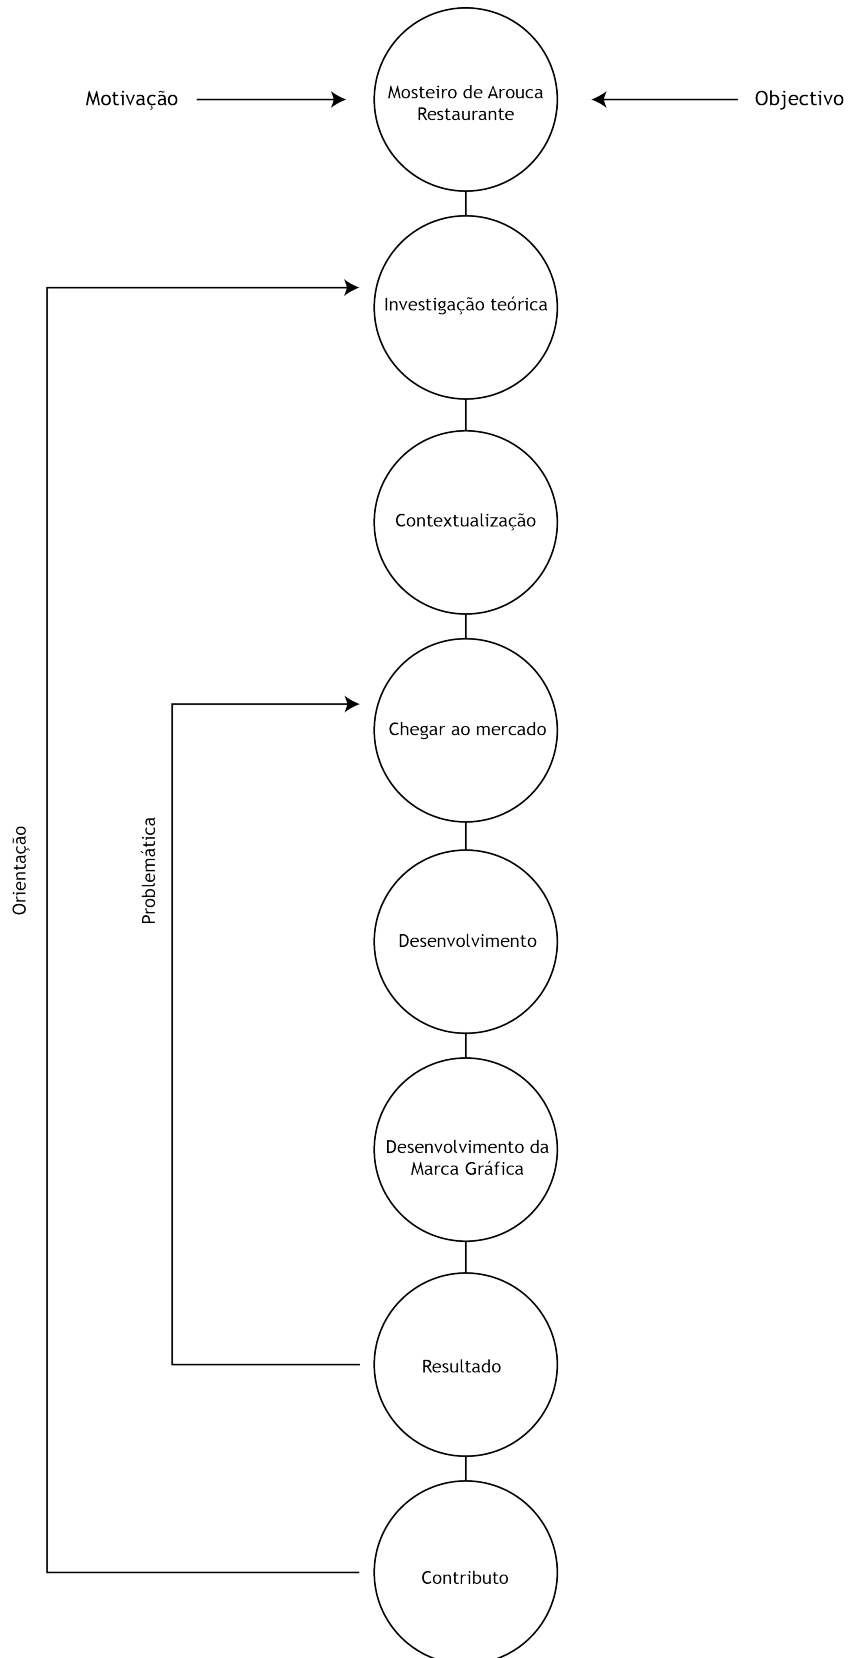 Motivação
Mosteiro de Arouca
Restaurante
Objectivo
Investigação teórica
Contextualização
Chegar ao mercado
Orientação
Problemática
Desenvolvimento
Desenvolvimento da
Marca Gráfica
Resultado
Contributo